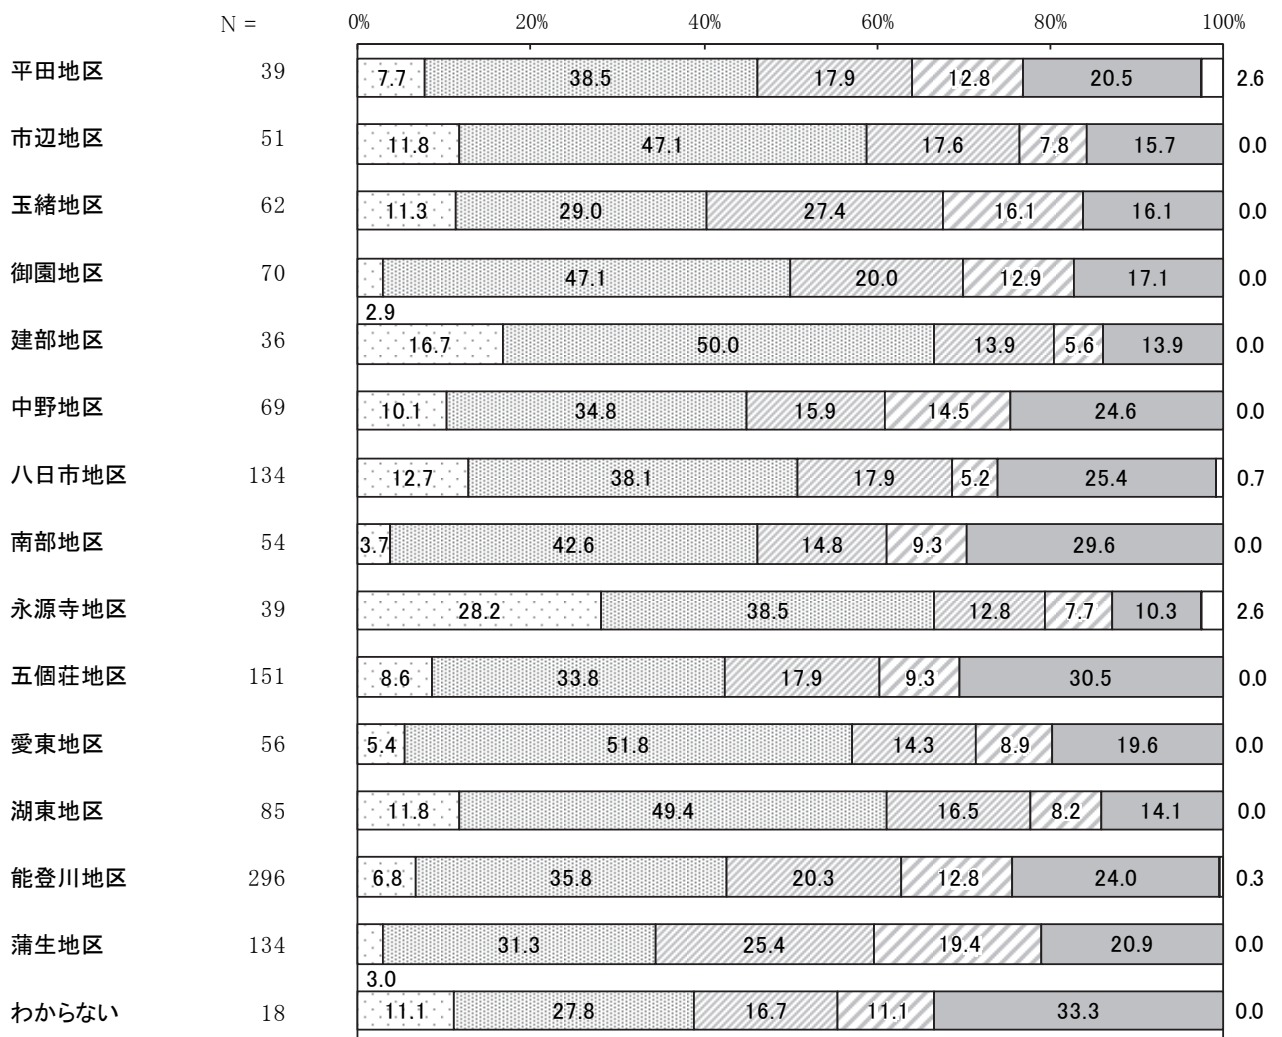 N = 0% 20% 40% 60% 80% 100%
平田地区 39 7.7 38.5 17.9 12.8 20.5 2.6
市辺地区 51 11.8 47.1 17.6 7.8 15.7 0.0
玉緒地区 62 11.3 29.0 27.4 16.1 16.1 0.0
御園地区 70 47.1 20.0 12.9 17.1 0.0
2.9
建部地区 36 16.7 50.0 13.9 5.6 13.9 0.0
中野地区 69 10.1 34.8 15.9 14.5 24.6 0.0
八日市地区 134 12.7 38.1 17.9 5.2 25.4 0.7
南部地区 54 3.7 42.6 14.8 9.3 29.6 0.0
永源寺地区 39 28.2 38.5 12.8 7.7 10.3 2.6
五個荘地区 151 8.6 33.8 17.9 9.3 30.5 0.0
愛東地区 56 5.4 51.8 14.3 8.9 19.6 0.0
湖東地区 85 11.8 49.4 16.5 8.2 14.1 0.0
能登川地区 296 6.8 35.8 20.3 12.8 24.0 0.3
蒲生地区 134 31.3 25.4 19.4 20.9 0.0
3.0
わからない 18 11.1 27.8 16.7 11.1 33.3 0.0